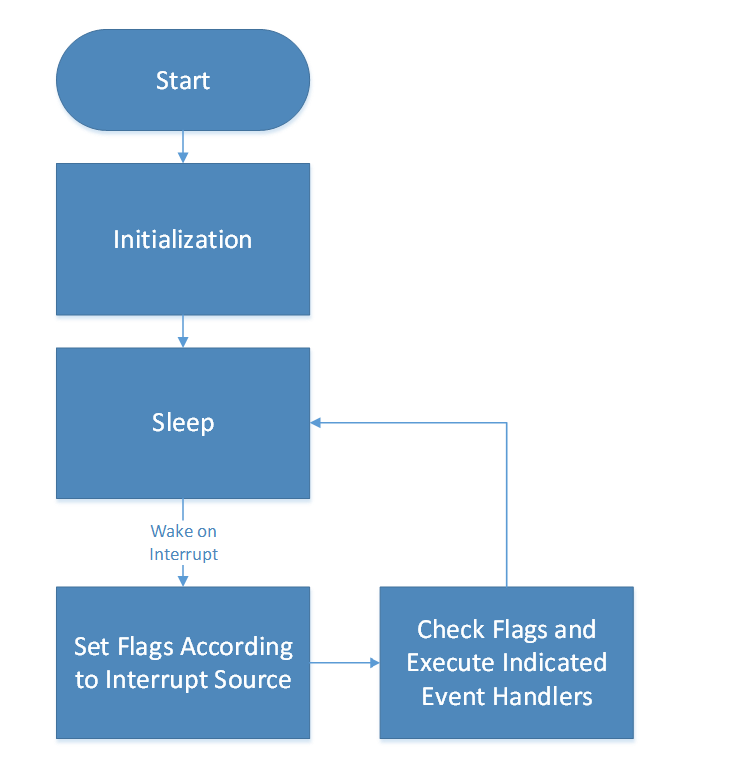 Start
Initialization
Sleep
Wake on
Interrupt
Set Flags According
to Interrupt Source
Check Flags and
Execute Indicated
Event Handlers